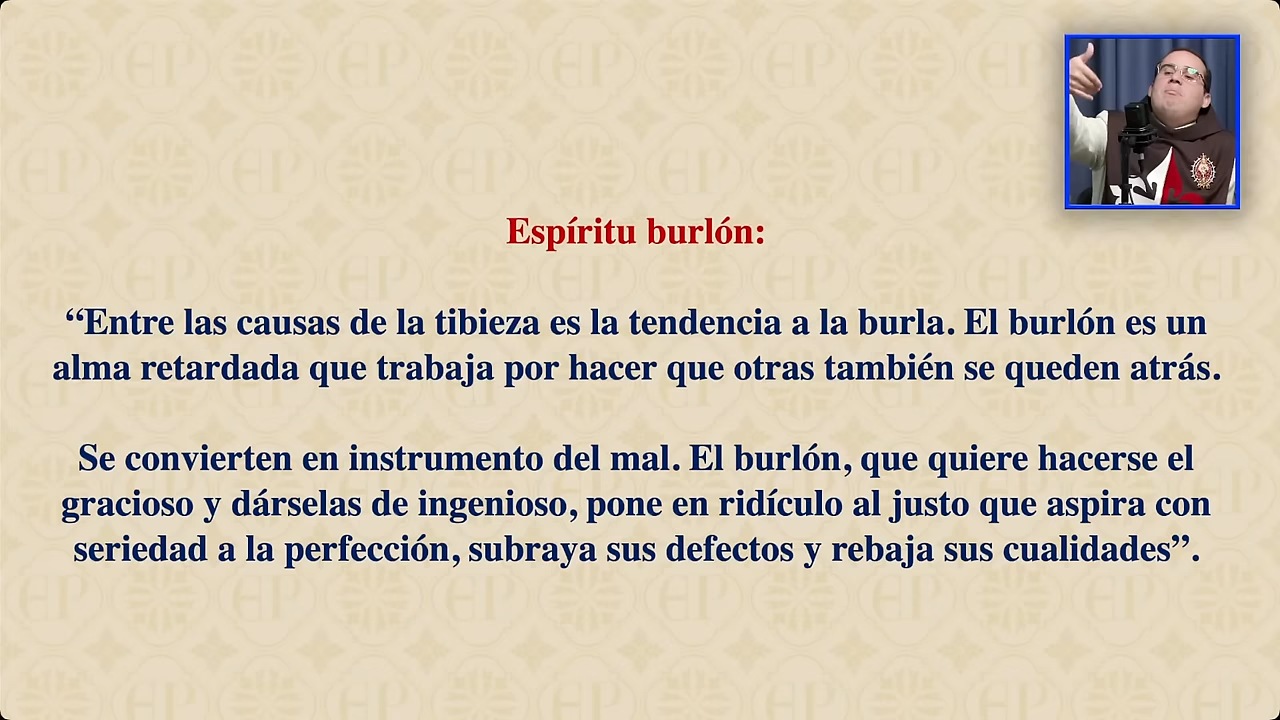 Espíritu burlón:
“Entre las causas de la tibieza es la tendencia a la burla. El burlón es un
alma retardada que trabaja por hacer que otras también se queden atrás.
Se convierten en instrumento del mal. El burlón, que quiere hacerse el
gracioso y dárselas de ingenioso, pone en ridículo al justo que aspira con
seriedad a la perfección, subraya sus defectos y rebaja sus cualidades”.